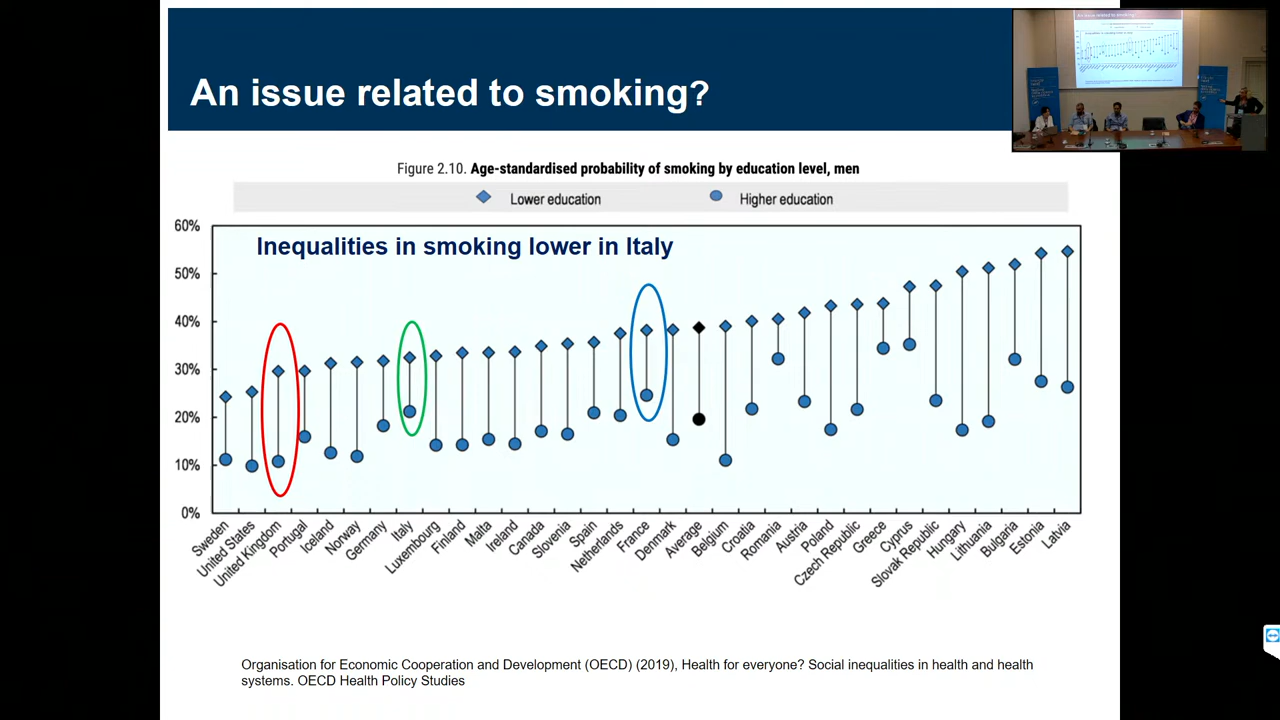 An issue related to smoking?
Figure 2.10. Age-standardised probability of smoking by education level, men
Lower education
Higher education
Inequalities in smoking lower in Italy
60%
50%
40%
30%
20%
10%
0%
Sweden
United States
United Kingdom
Portugal
Iceland
Norway
Germany
Italy
Luxembourg
Finland
Malta
Ireland
Canada
Slovenia
Spain
Netherlands
France
Denmark
Average
Belgium
Croatia
Romania
Austria
Poland
Czech Republic
Greece
Cyprus
Slovak Republic
Hungary
Lithuania
Bulgaria
Estonia
Latvia
Organisation for Economic Cooperation and Development (OECD) (2019), Health for everyone? Social inequalities in health and health
systems. OECD Health Policy Studies